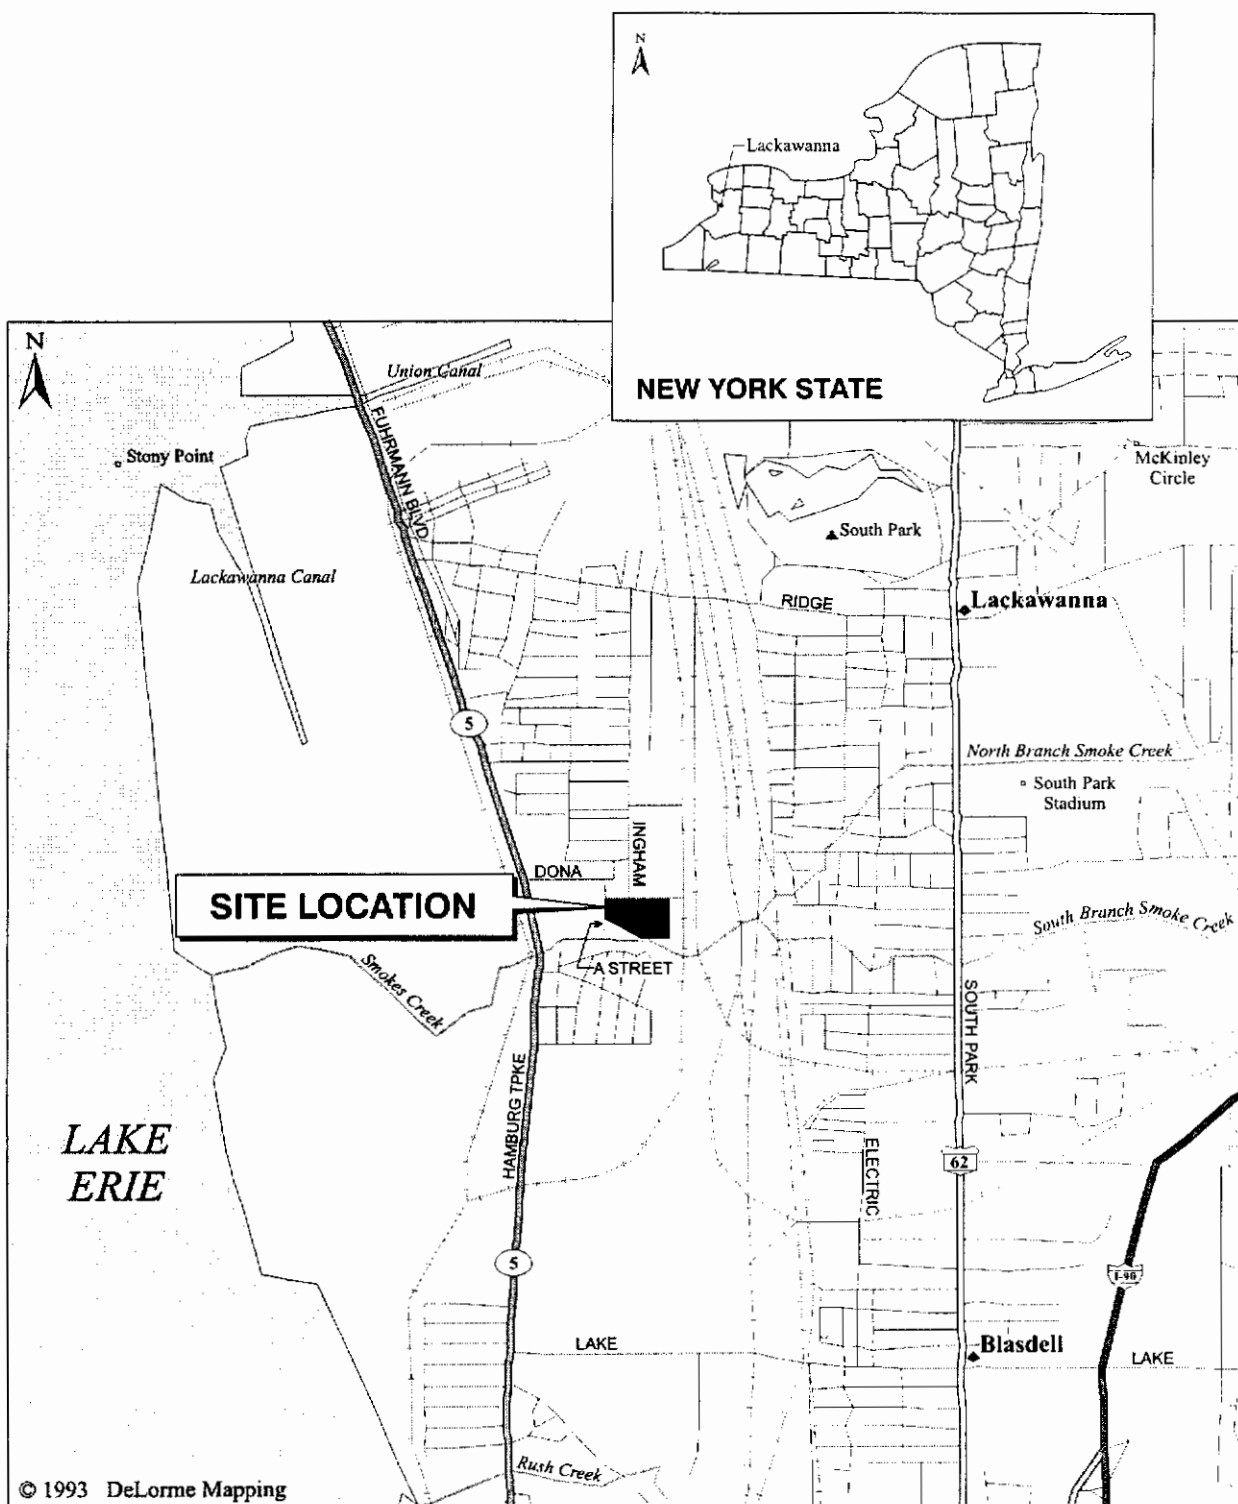 N
Lackawanna
NEW YORK STATE
N
Union Canal
FUHRMANN BLVD
Stony Point
McKinley
Circle
South Park
Lackawanna Canal
RIDGE
Lackawanna
5
North Branch Smoke Creek
South Park
Stadium
INGHAM
DONA
SITE LOCATION
South Branch Smoke Creek
A STREET
Smokes Creek
SOUTH PARK
HAMBURG TPKE
LAKE
ERIE
ELECTRIC
62
5
I-90
LAKE
Blasdell
LAKE
Rush Creek
© 1993 DeLorme Mapping